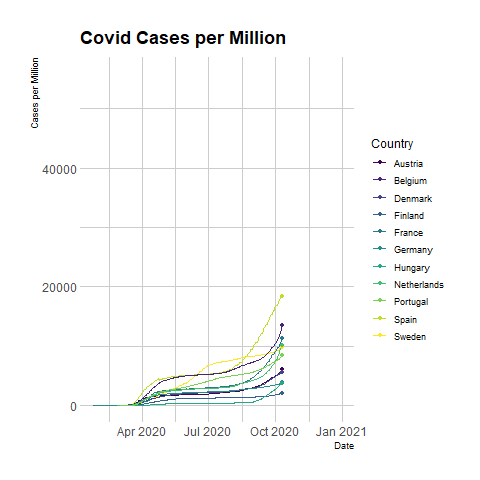 Covid Cases per Million
Cases per Million
40000
20000
0
Apr 2020
Jul 2020
Oct 2020
Jan 2021
Date
Country
Austria
Belgium
Denmark
Finland
France
Germany
Hungary
Netherlands
Portugal
Spain
Sweden